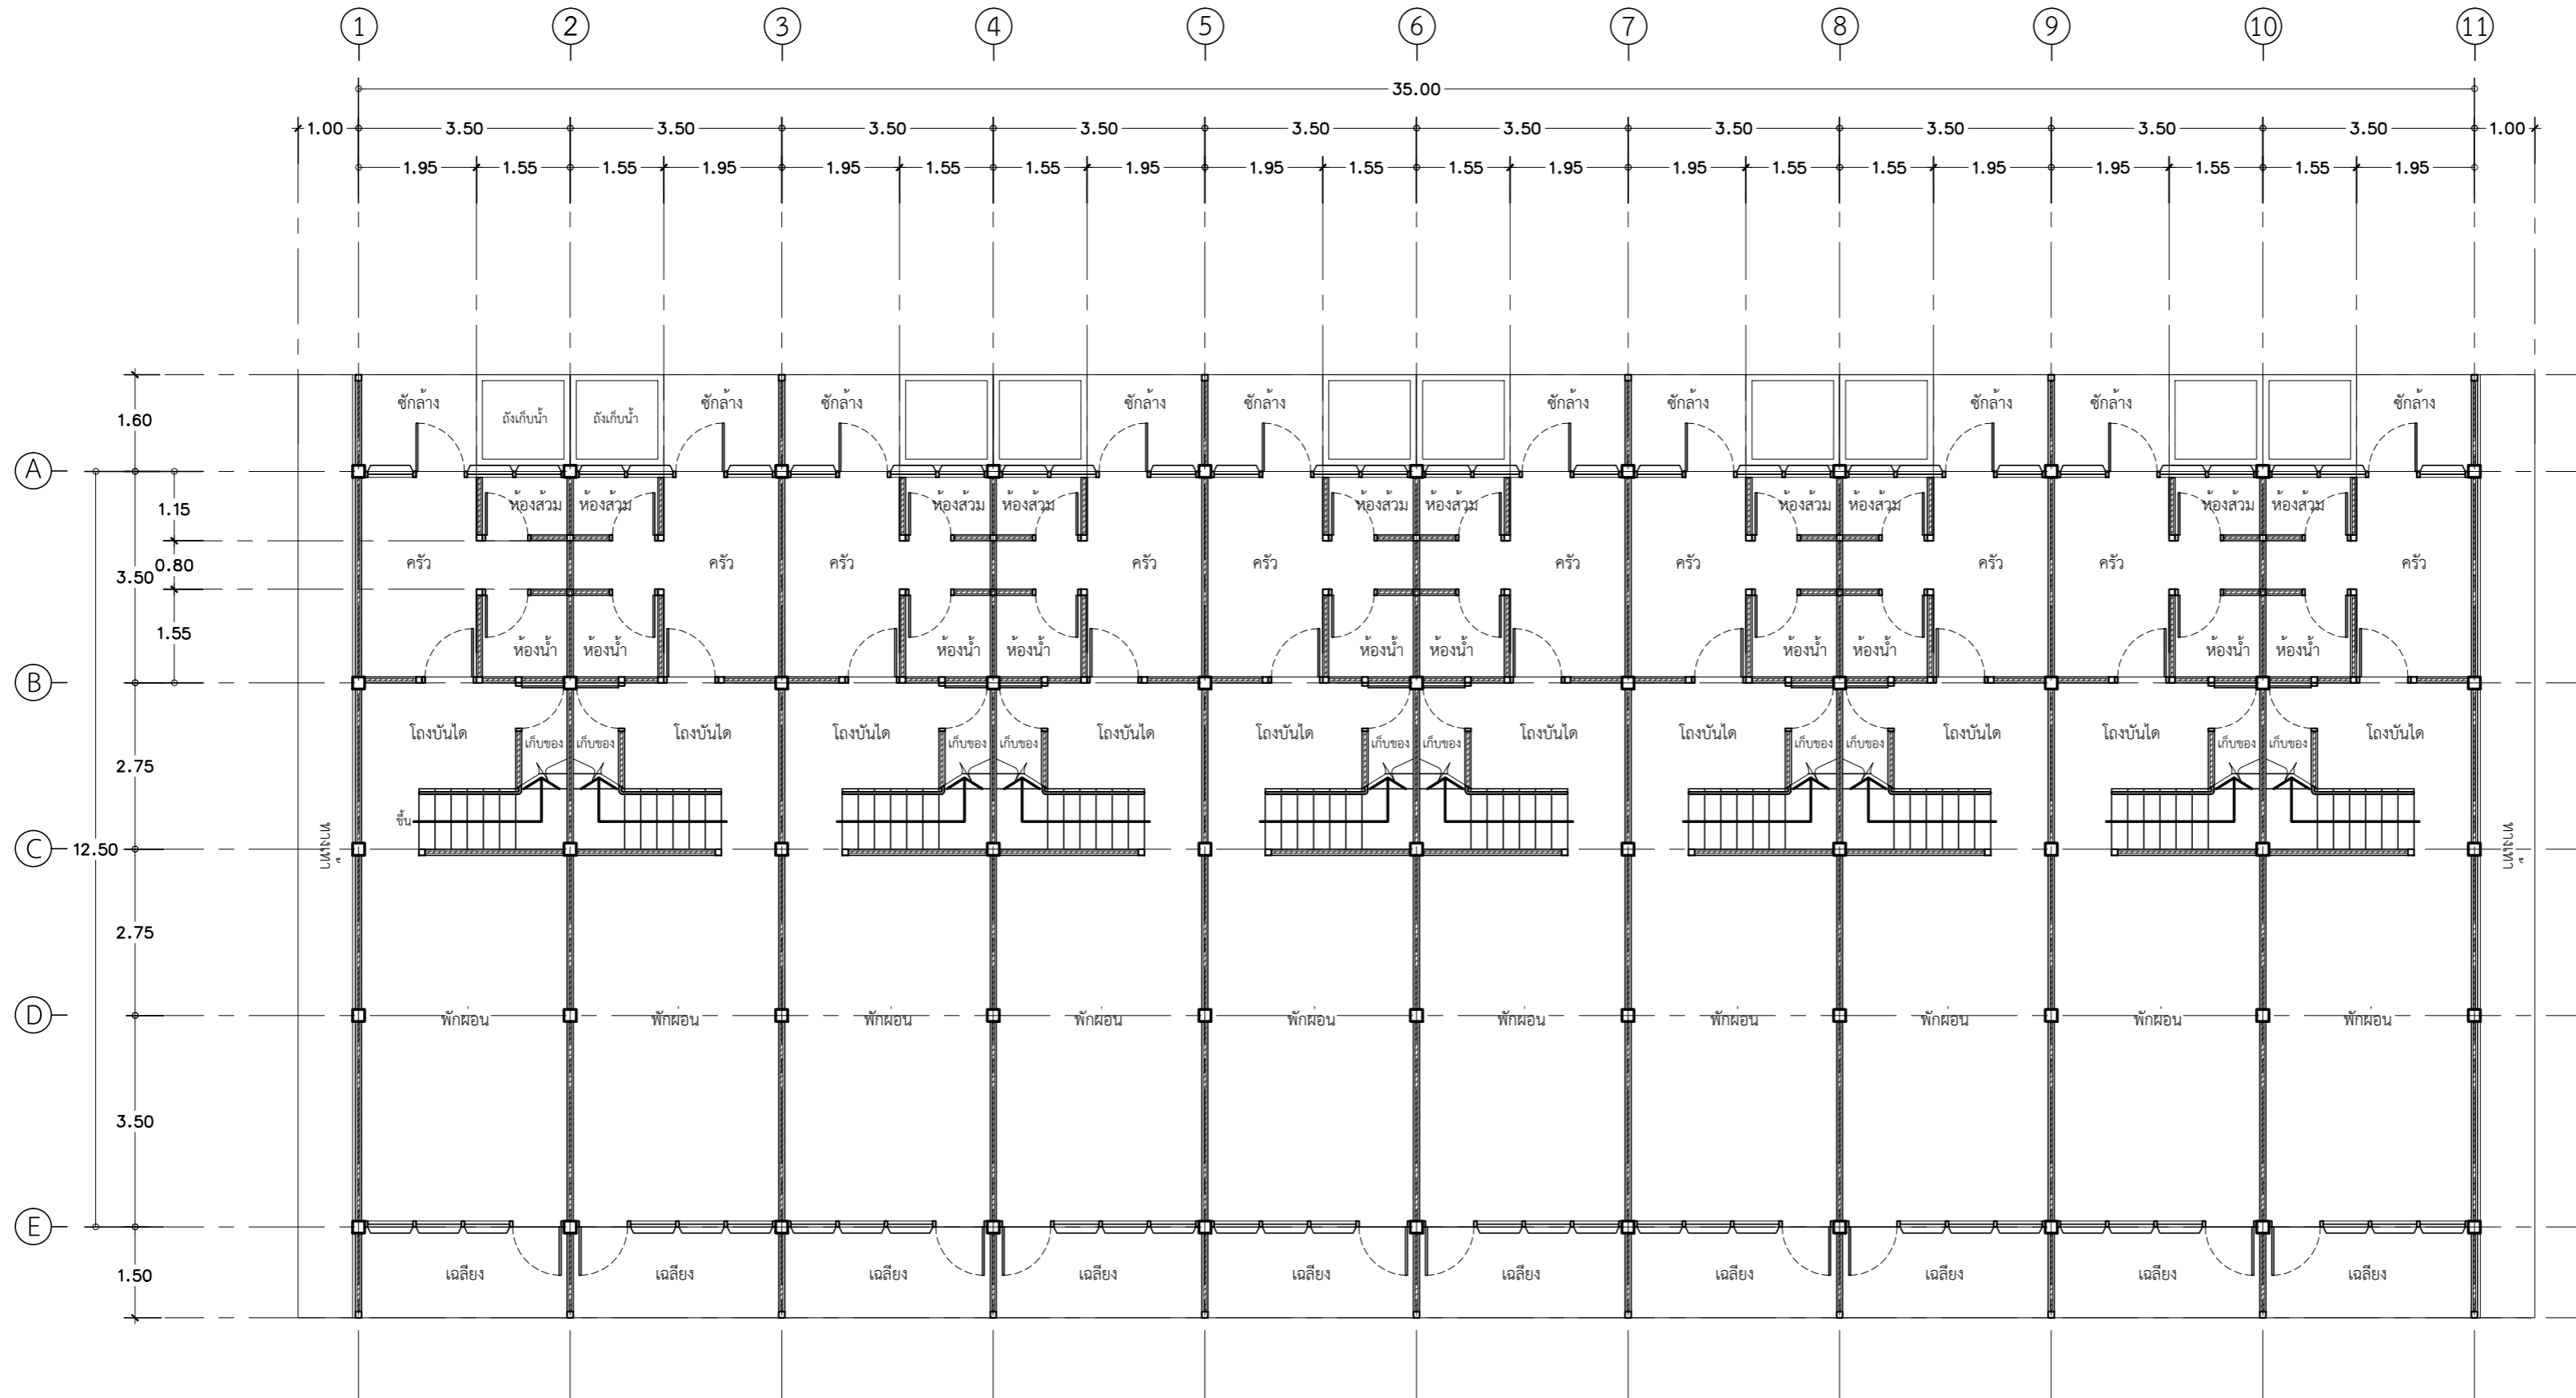 1 2 3 4 5 6 7 8 9 10 11
35.00
1.00 3.50 3.50 3.50 3.50 3.50 3.50 3.50 3.50 3.50 3.50 1.00
1.95 1.55 1.55 1.95 1.95 1.55 1.55 1.95 1.95 1.55 1.55 1.95 1.95 1.55 1.55 1.95 1.95 1.55 1.55 1.95
ซักล้าง ซักล้าง ซักล้าง ซักล้าง ซักล้าง ซักล้าง ซักล้าง ซักล้าง ซักล้าง ซักล้าง
1.60 ถังเก็บน้ำ ถังเก็บน้ำ
A
1.15 ห้องส้วม ห้องส้วม ห้องส้วม ห้องส้วม ห้องส้วม ห้องส้วม ห้องส้วม ห้องส้วม ห้องส้วม ห้องส้วม
0.80 ครัว ครัว ครัว ครัว ครัว ครัว ครัว ครัว ครัว ครัว
3.50
1.55
ห้องน้ำ ห้องน้ำ ห้องน้ำ ห้องน้ำ ห้องน้ำ ห้องน้ำ ห้องน้ำ ห้องน้ำ ห้องน้ำ ห้องน้ำ
B
โถงบันได โถงบันได โถงบันได โถงบันได โถงบันได โถงบันได โถงบันได โถงบันได โถงบันได โถงบันได
เก็บของ เก็บของ เก็บของ เก็บของ เก็บของ เก็บของ เก็บของ เก็บของ เก็บของ เก็บของ
2.75
ขึ้น
C 12.50 ทางเท้า ทางเท้า
2.75
D พักผ่อน พักผ่อน พักผ่อน พักผ่อน พักผ่อน พักผ่อน พักผ่อน พักผ่อน พักผ่อน พักผ่อน
3.50
E
1.50 เฉลียง เฉลียง เฉลียง เฉลียง เฉลียง เฉลียง เฉลียง เฉลียง เฉลียง เฉลียง